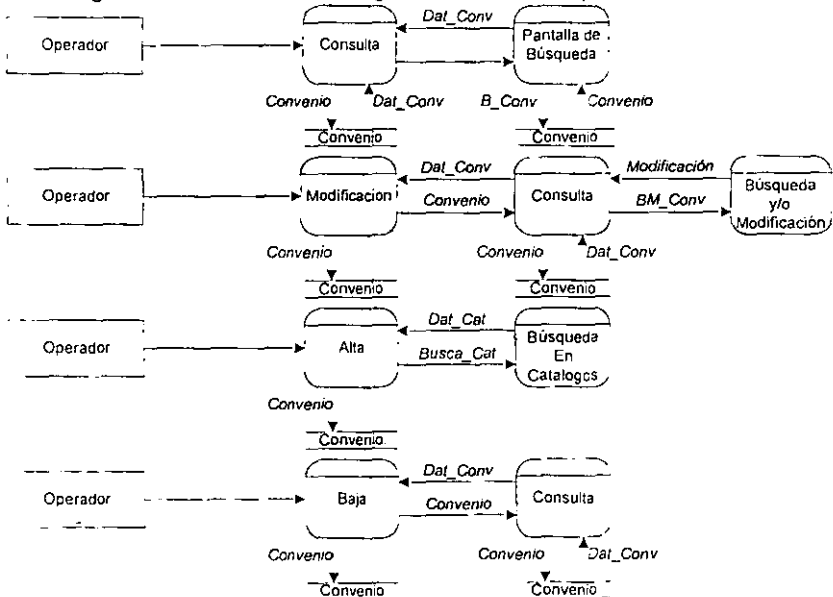 Dat_Conv
Operador
Consulta
Pantalla de
Búsqueda
Convenio
Dat_Conv
B_Conv
Convenio
Convenio
Convenio
Dat_Conv
Modificación
Operador
Modificacion
Convenio
Consulta
BM_Conv
Búsqueda
y/o
Modificación
Convenio
Convenio
Dat_Conv
Convenio
Convenio
Dat_Cat
Operador
Alta
Busca_Cat
Búsqueda
En
Catalogos
Convenio
Convenio
Dat_Conv
Operador
Baja
Convenio
Consulta
Convenio
Convenio
Dat_Conv
Convenio
Convenio